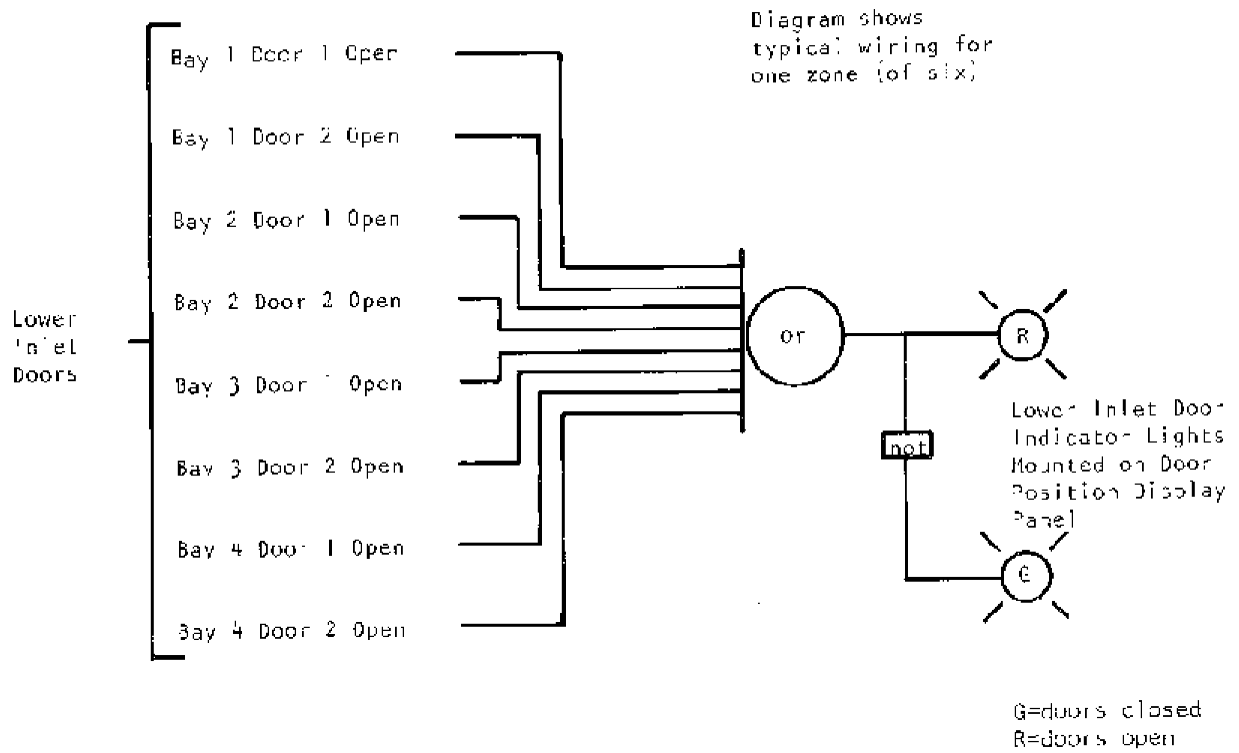 Diagram shows
typical wiring for
one zone (of six)
Bay 1 Door 1 Open
Bay 1 Door 2 Open
Bay 2 Door 1 Open
Bay 2 Door 2 Open
Lower
Inlet
Doors
Bay 3 Door 1 Open
Bay 3 Door 2 Open
Bay 4 Door 1 Open
Bay 4 Door 2 Open
or
R
not
Lower Inlet Door
Indicator Lights
Mounted on Door
Position Display
Panel
G
G=doors closed
R=doors open